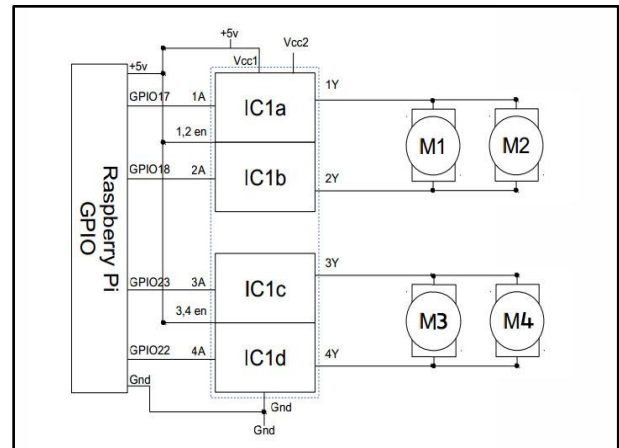 +5v
Vcc2
Vcc1
+5v
1Y
GPIO17
1A
IC1a
M1
M2
1,2 en
GPIO18
2A
IC1b
2Y
Raspberry Pi
GPIO
3Y
GPIO23
3A
IC1c
M3
M4
3,4 en
GPIO22
4A
IC1d
4Y
Gnd
Gnd
Gnd